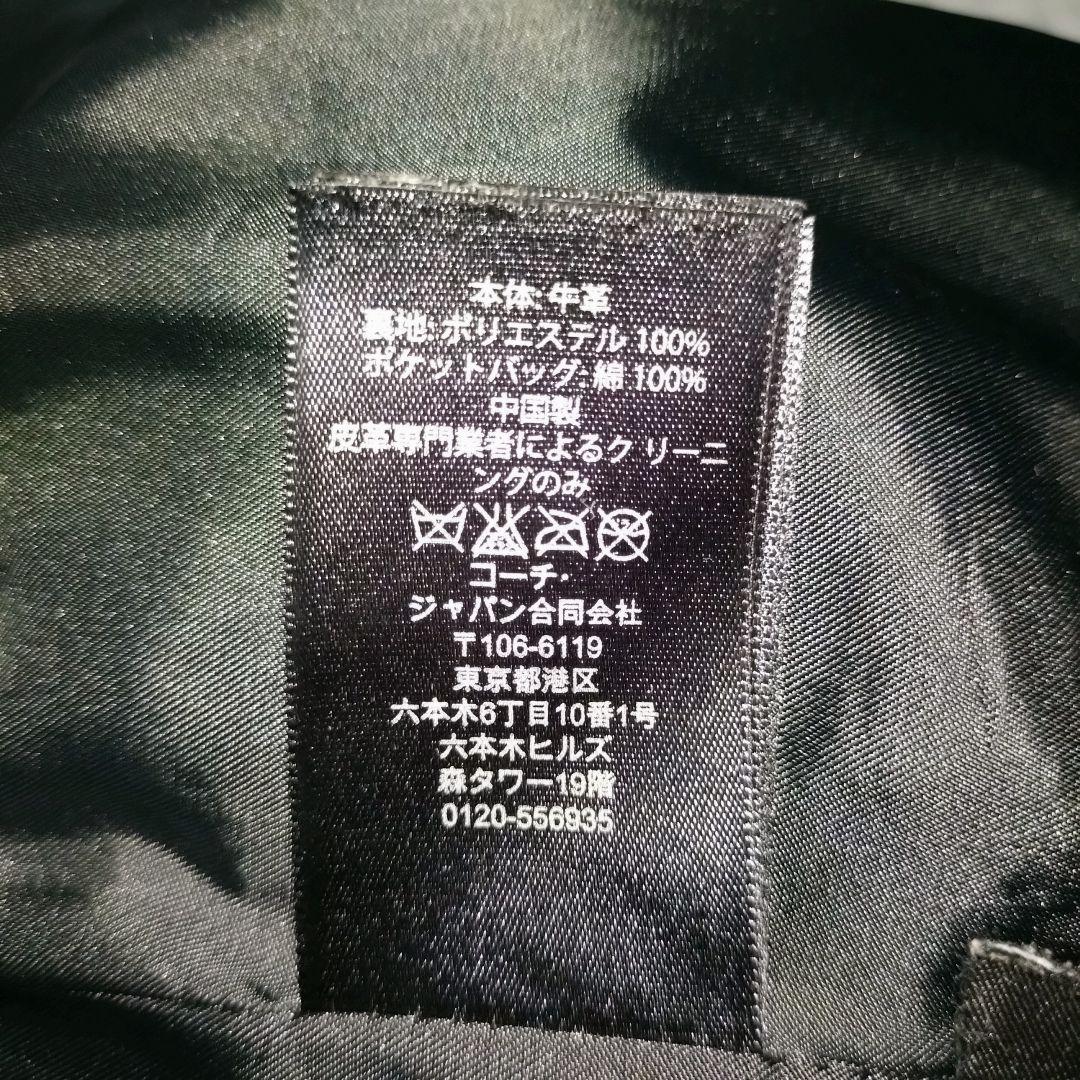 本体: 牛革
裏地: ポリエステル 100%
ポケットバッグ: 綿 100%
中国製
皮革専門業者によるクリーニ
ングのみ
コーチ・
ジャパン合同会社
〒106-6119
東京都港区
六本木6丁目10番1号
六本木ヒルズ
森タワー19階
0120-556935